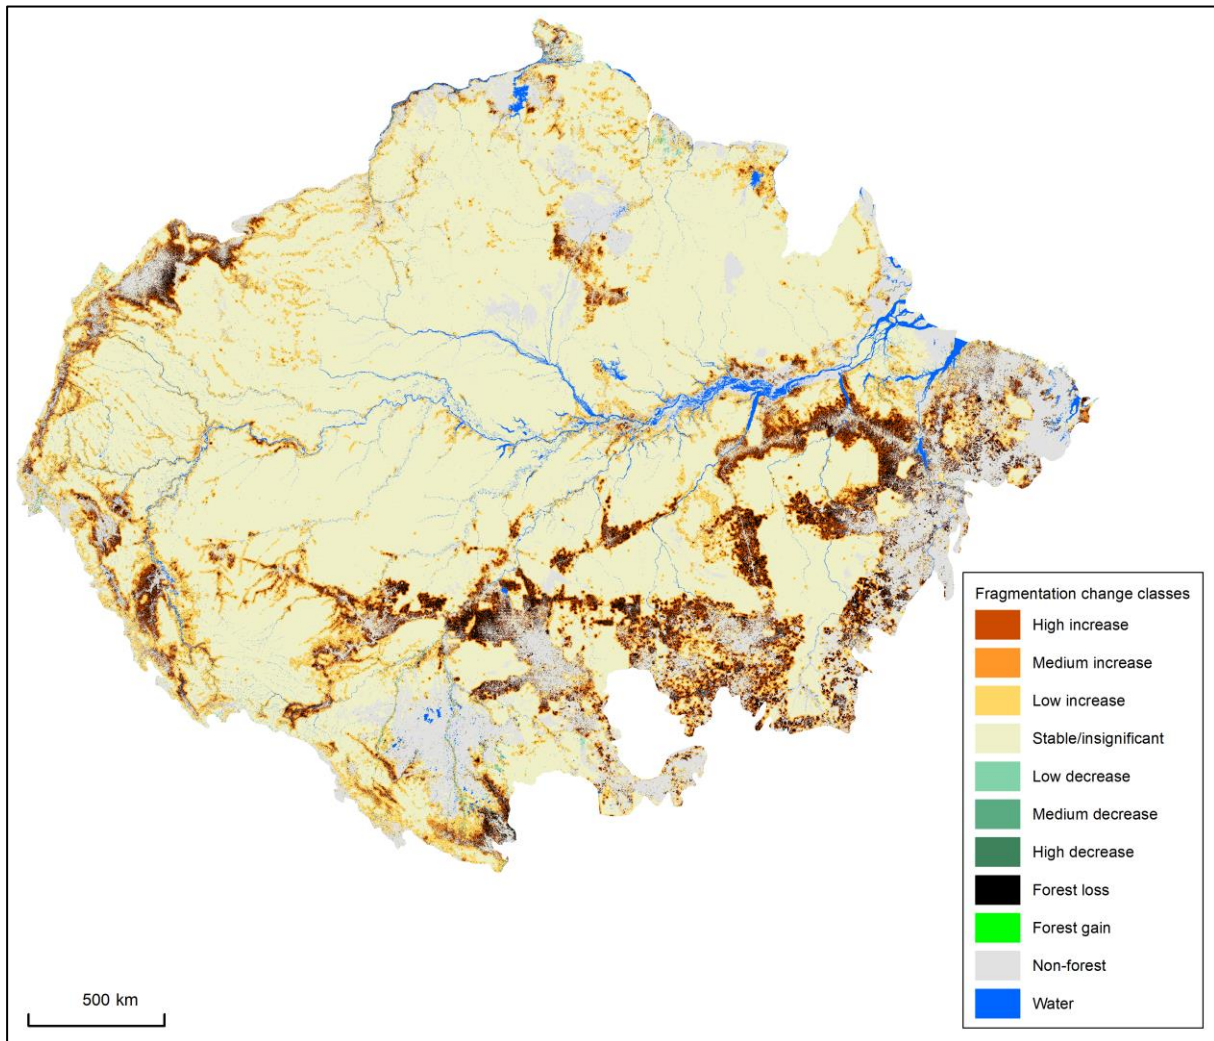 Fragmentation change classes
High increase
Medium increase
Low increase
Stable/insignificant
Low decrease
Medium decrease
High decrease
Forest loss
Forest gain
Non-forest
Water
500 km